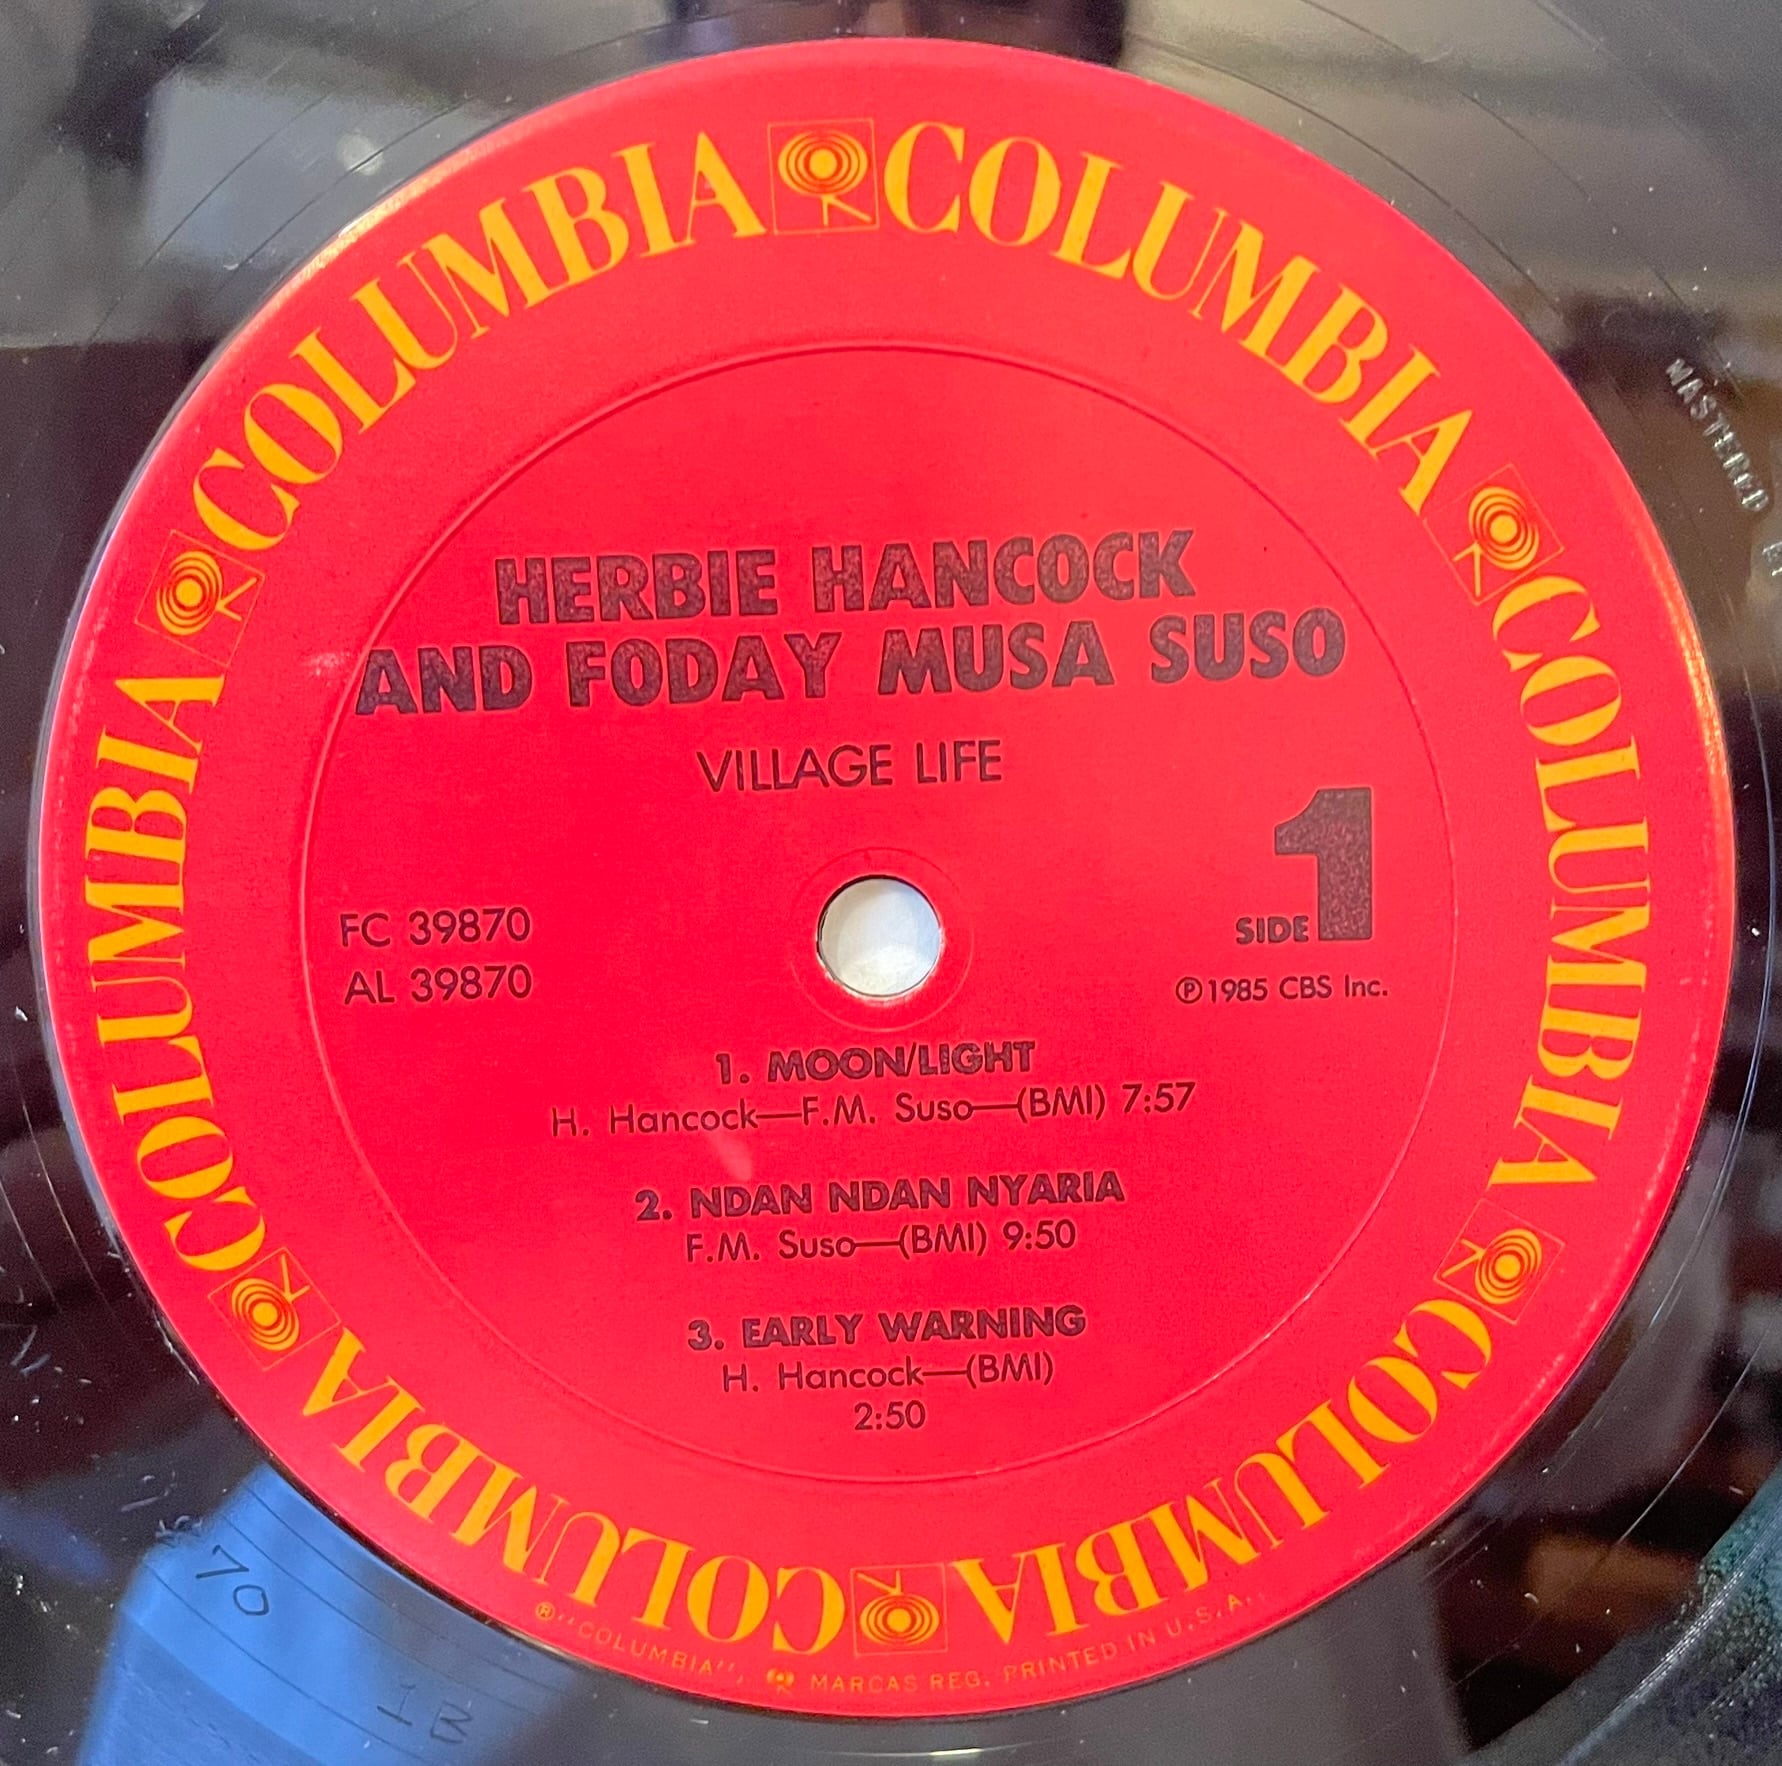 COLUMBIA COLUMBIA COLUMBIA COLUMBIA COLUMBIA COLUMBIA
HERBIE HANCOCK
AND FODAY MUSA SUSO
VILLAGE LIFE
1
SIDE
FC 39870
AL 39870
℗1985 CBS Inc.
1. MOON/LIGHT
H. Hancock—F.M. Suso—(BMI) 7:57
2. NDAN NDAN NYARIA
F.M. Suso—(BMI) 9:50
3. EARLY WARNING
H. Hancock—(BMI)
2:50
®"COLUMBIA", MARCAS REG. PRINTED IN U.S.A.
MASTERED
70
1B